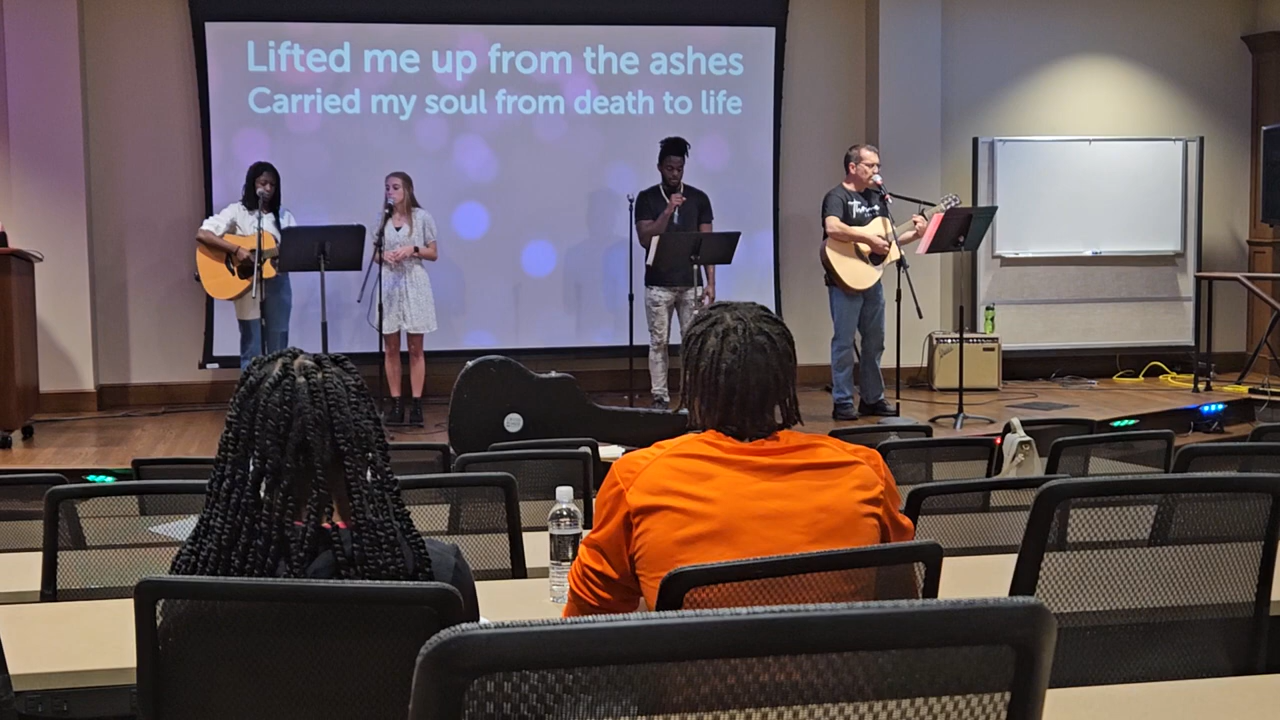 Lifted me up from the ashes
Carried my soul from death to life